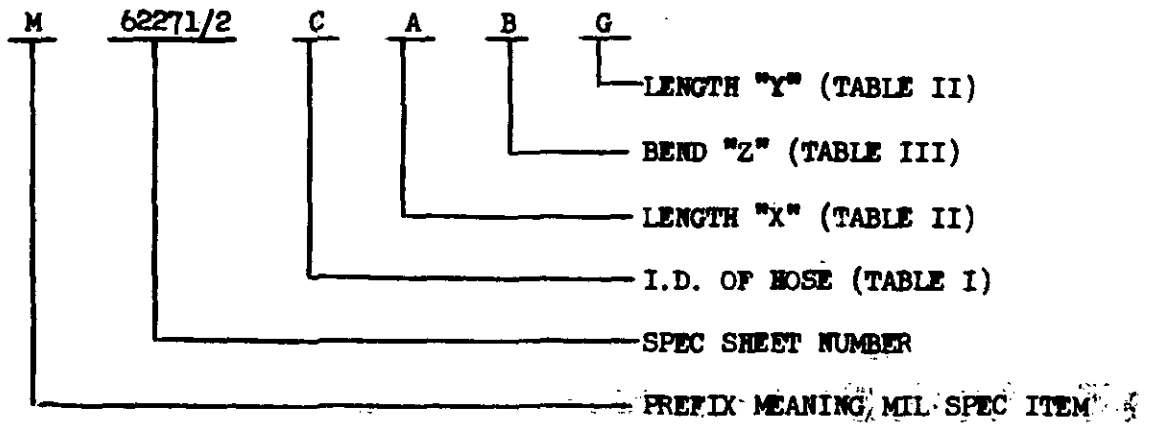 M 62271/2 C A B G
LENGTH "Y" (TABLE II)
BEND "Z" (TABLE III)
LENGTH "X" (TABLE II)
I.D. OF HOSE (TABLE I)
SPEC SHEET NUMBER
PREFIX MEANING, MIL SPEC ITEM